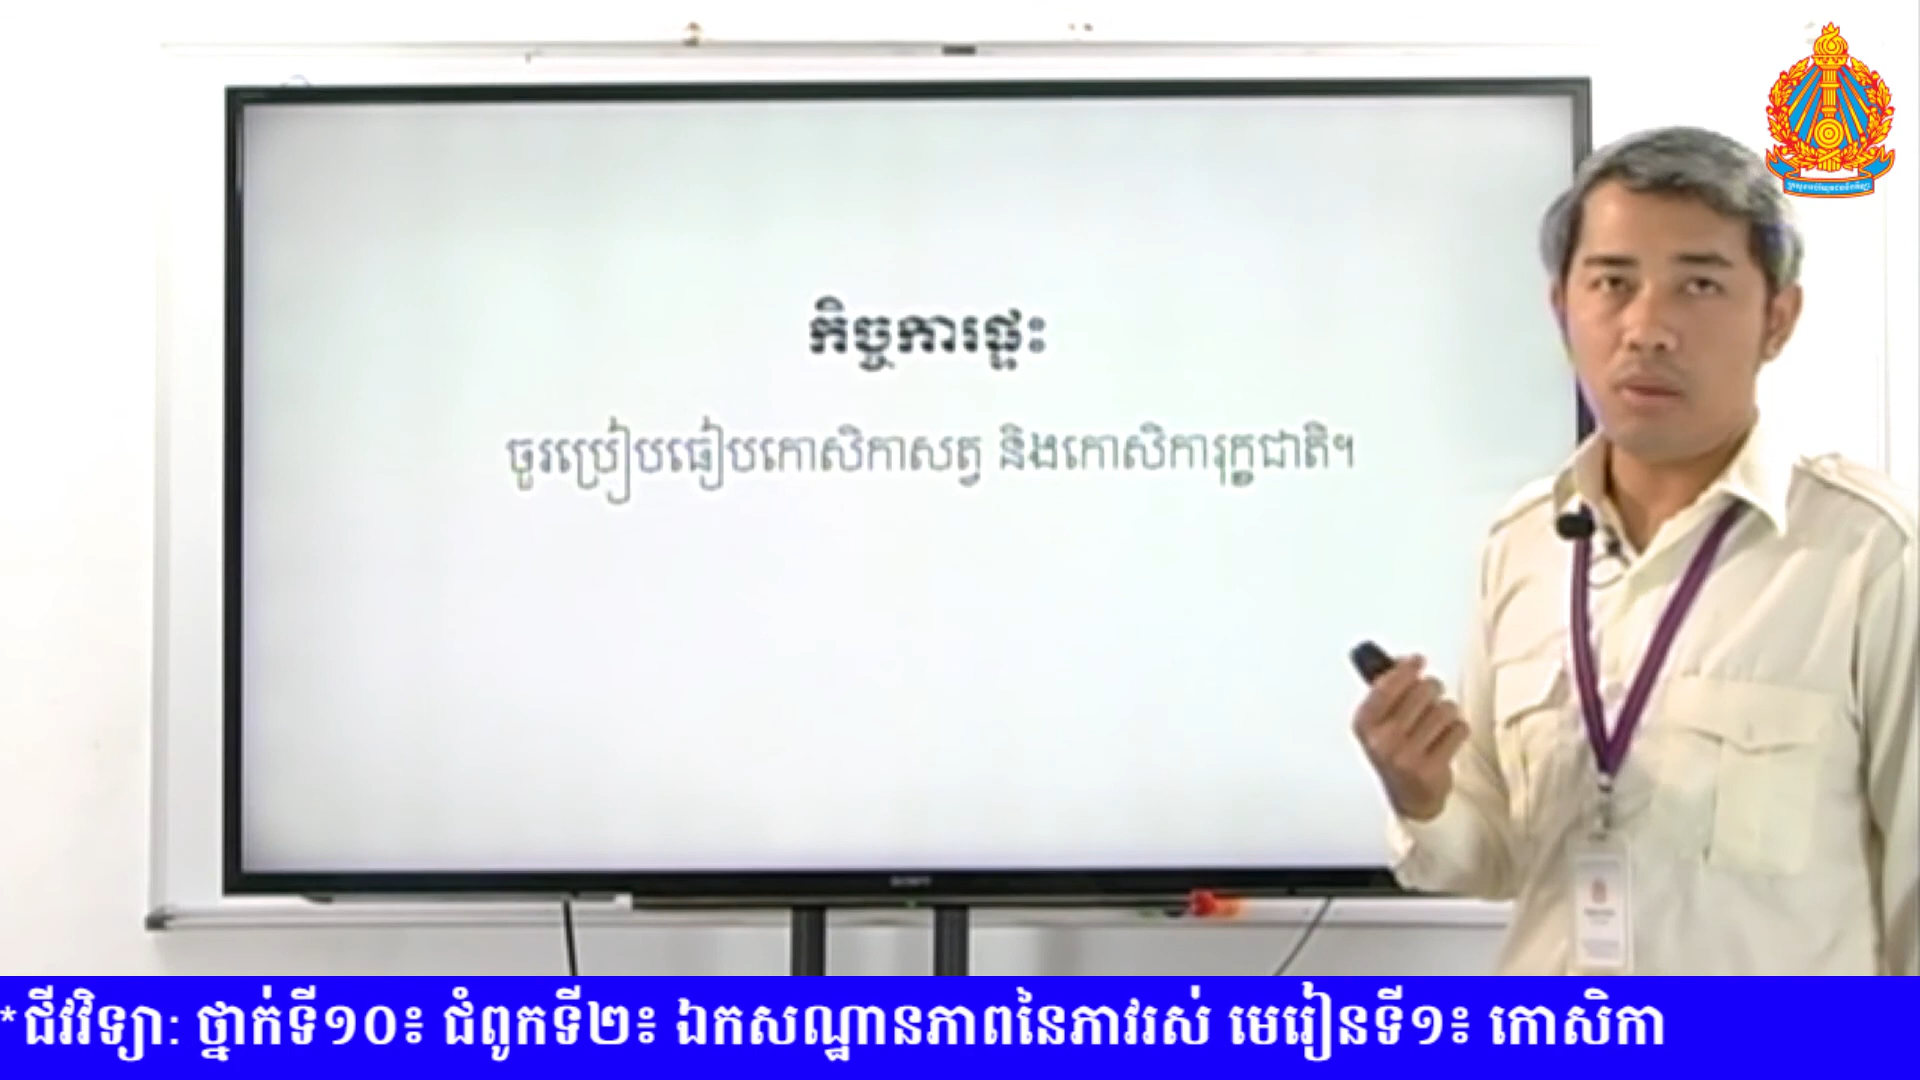 កិច្ចការផ្ទះ
ចូរប្រៀបធៀបកោសិកាសត្វ និងកោសិការុក្ខជាតិ។
*ជីវវិទ្យា: ថ្នាក់ទី១០៖ ជំពូកទី២៖ ឯកសណ្ឋានភាពនៃភាវរស់ មេរៀនទី១៖ កោសិកា